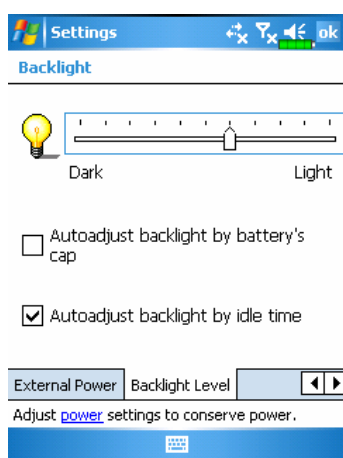 Settings
ok
Backlight
Dark
Light
Autoadjust backlight by battery's
cap
Autoadjust backlight by idle time
External Power
Backlight Level
Adjust power settings to conserve power.